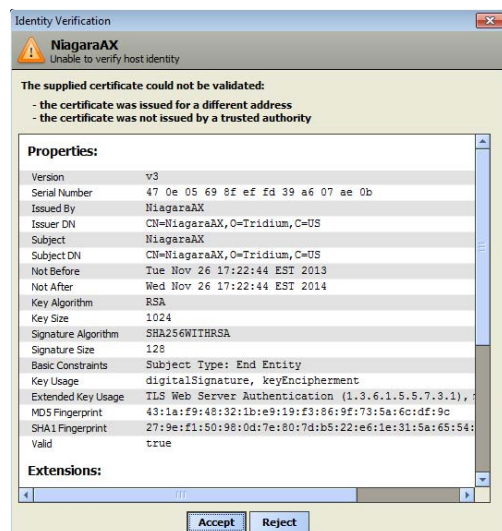 Identity Verification
NiagaraAX
Unable to verify host identity
The supplied certificate could not be validated:
- the certificate was issued for a different address
- the certificate was not issued by a trusted authority
Properties:
Version v3
Serial Number 47 0e 05 69 8f ef fd 39 a6 07 ae 0b
Issued By NiagaraAX
Issuer DN CN=NiagaraAX,O=Tridium,C=US
Subject NiagaraAX
Subject DN CN=NiagaraAX,O=Tridium,C=US
Not Before Tue Nov 26 17:22:44 EST 2013
Not After Wed Nov 26 17:22:44 EST 2014
Key Algorithm RSA
Key Size 1024
Signature Algorithm SHA256WITHRSA
Signature Size 128
Basic Constraints Subject Type: End Entity
Key Usage digitalSignature, keyEncipherment
Extended Key Usage TLS Web Server Authentication (1.3.6.1.5.5.7.3.1),
MD5 Fingerprint 43:1a:f9:48:32:1b:e9:19:f3:86:9f:73:5a:6c:df:9c
SHA1 Fingerprint 27:9e:f1:50:98:0d:7e:80:7d:b5:22:e6:1e:31:5a:65:54:
Valid true
Extensions:
Accept Reject